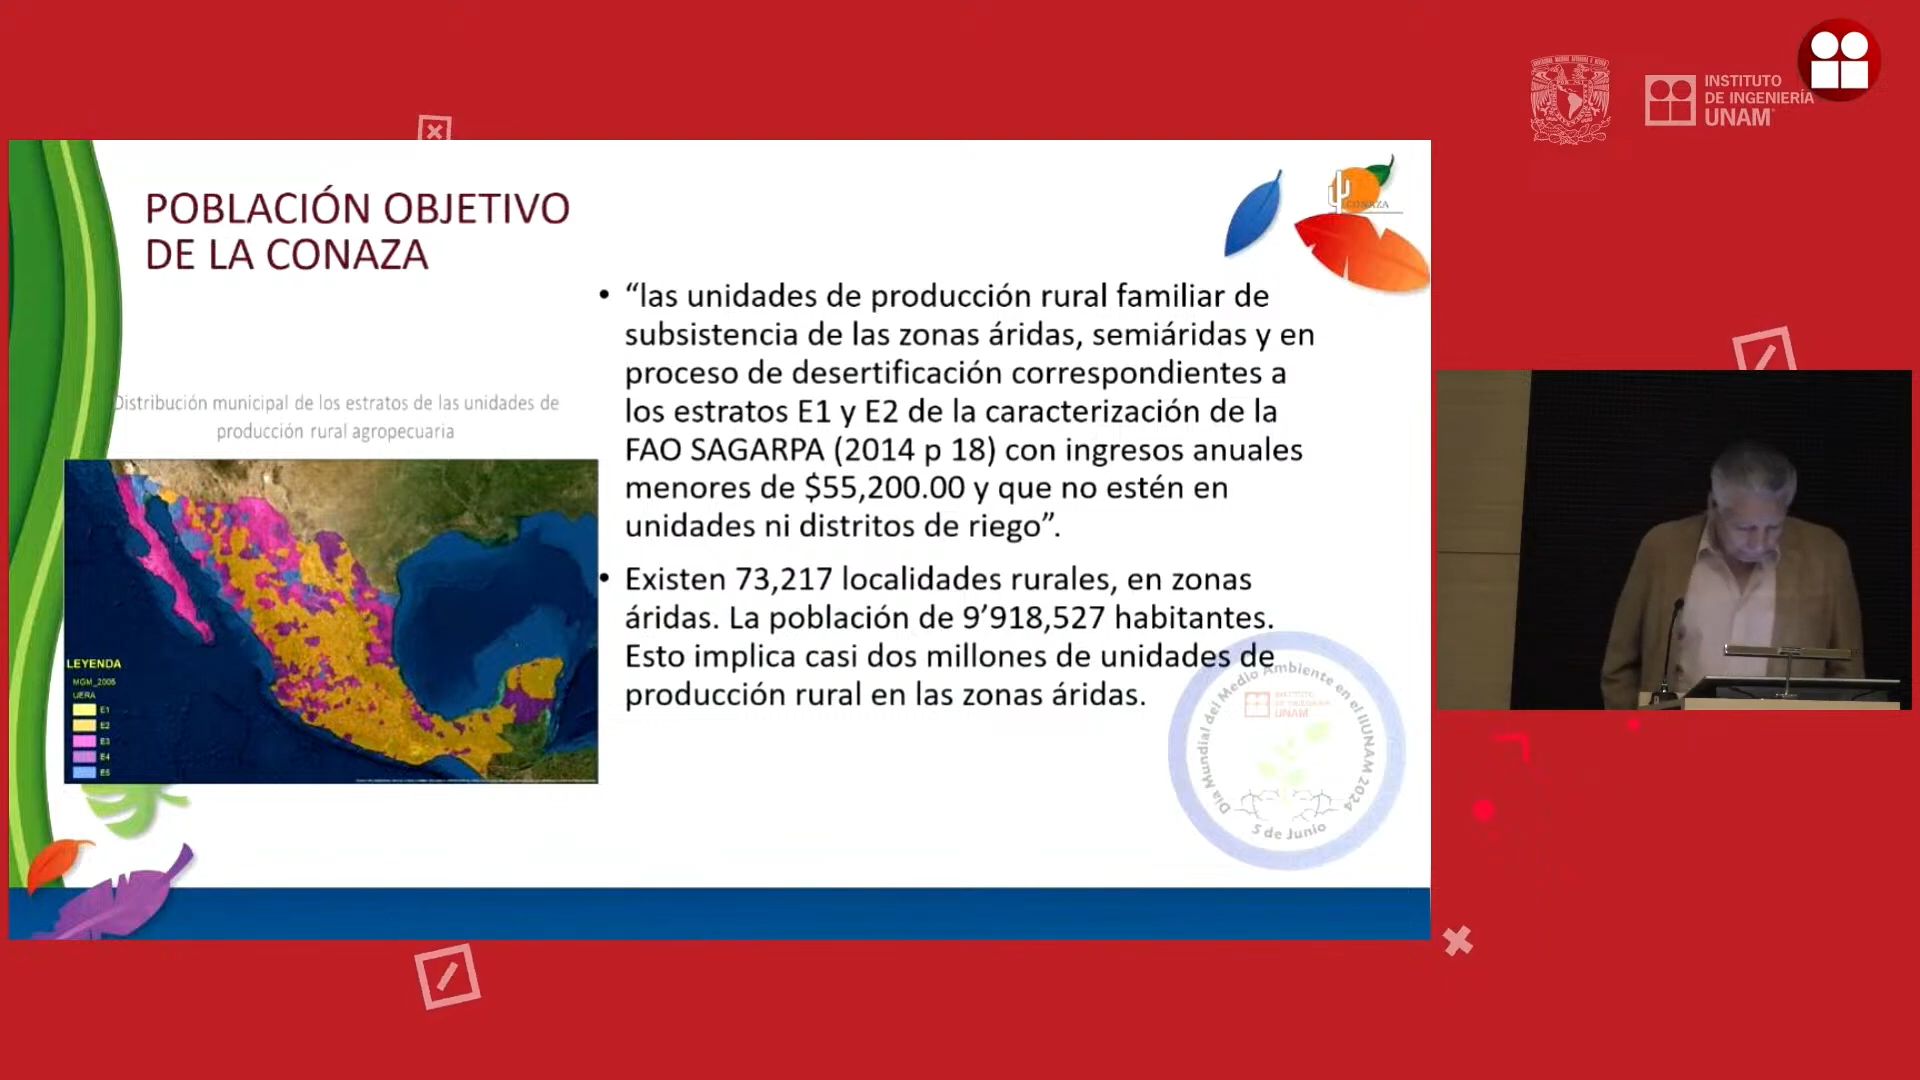 INSTITUTO
DE INGENIERÍA
UNAM
POBLACIÓN OBJETIVO
DE LA CONAZA
CONAZA
• “las unidades de producción rural familiar de
subsistencia de las zonas áridas, semiáridas y en
proceso de desertificación correspondientes a
los estratos E1 y E2 de la caracterización de la
FAO SAGARPA (2014 p 18) con ingresos anuales
menores de $55,200.00 y que no estén en
unidades ni distritos de riego”.
• Existen 73,217 localidades rurales, en zonas
áridas. La población de 9’918,527 habitantes.
Esto implica casi dos millones de unidades de
producción rural en las zonas áridas.
Distribución municipal de los estratos de las unidades de
producción rural agropecuaria
LEYENDA
MGM_2005
UERA
E1
E2
E3
E4
E5
Día Mundial del Medio Ambiente en el IIUNAM 2024
INSTITUTO
DE INGENIERÍA
UNAM
5 de Junio